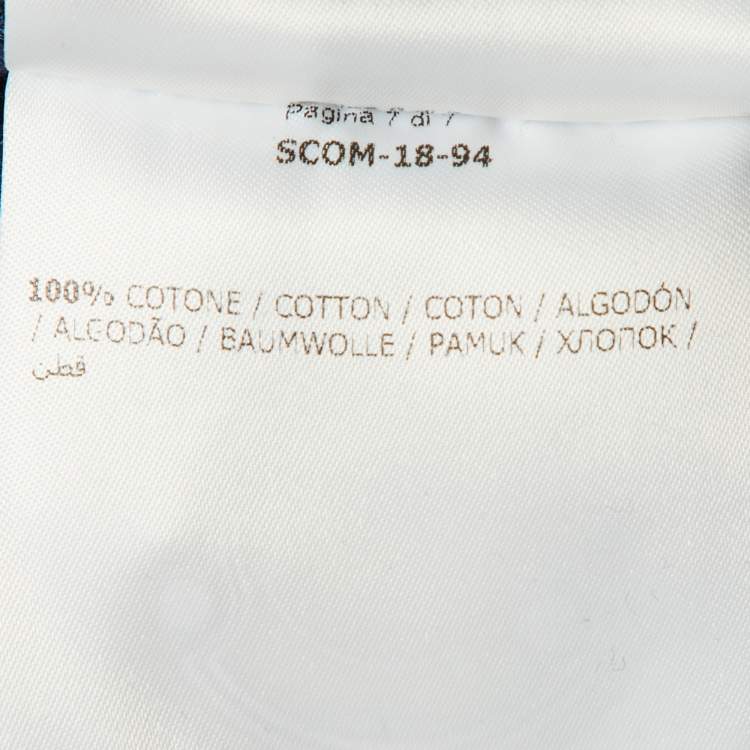 Pagina 7 di 7
SCOM-18-94
100% COTONE / COTTON / COTON / ALGODÓN
/ ALGODÃO / BAUMWOLLE / PAMUK / ХЛОПОК /
قطن